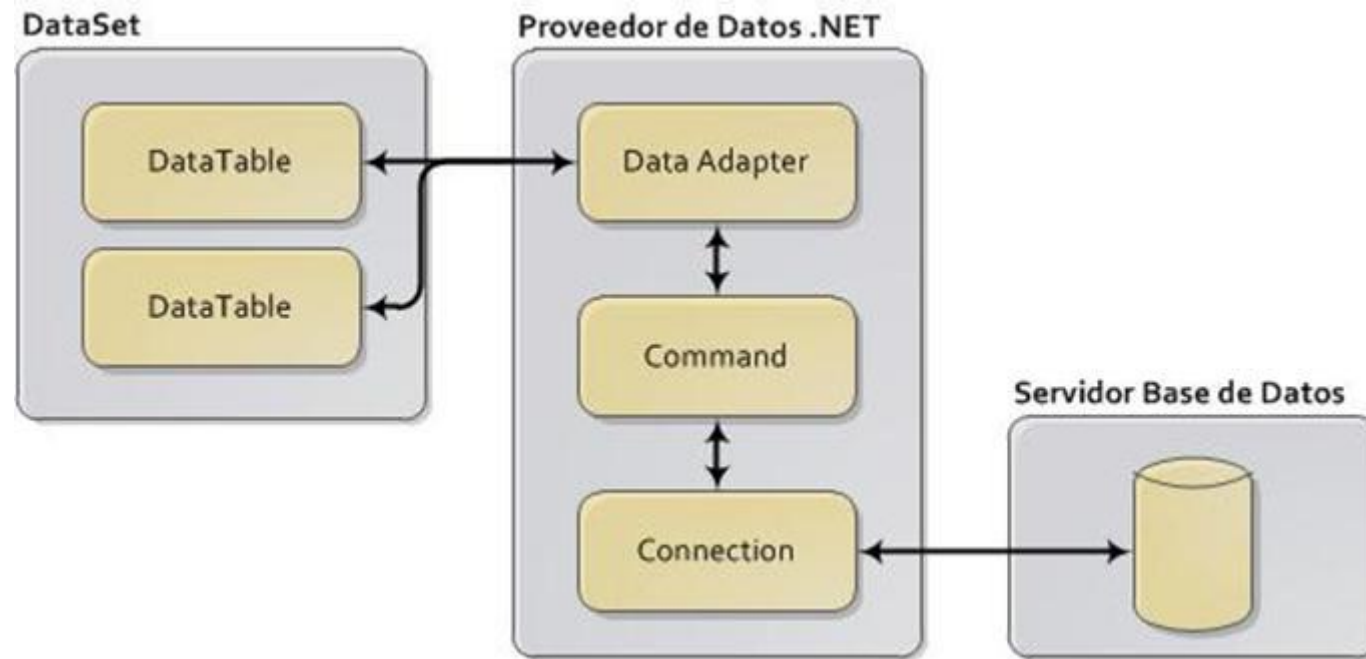 DataSet
DataTable
DataTable
Proveedor de Datos .NET
Data Adapter
Command
Connection
Servidor Base de Datos